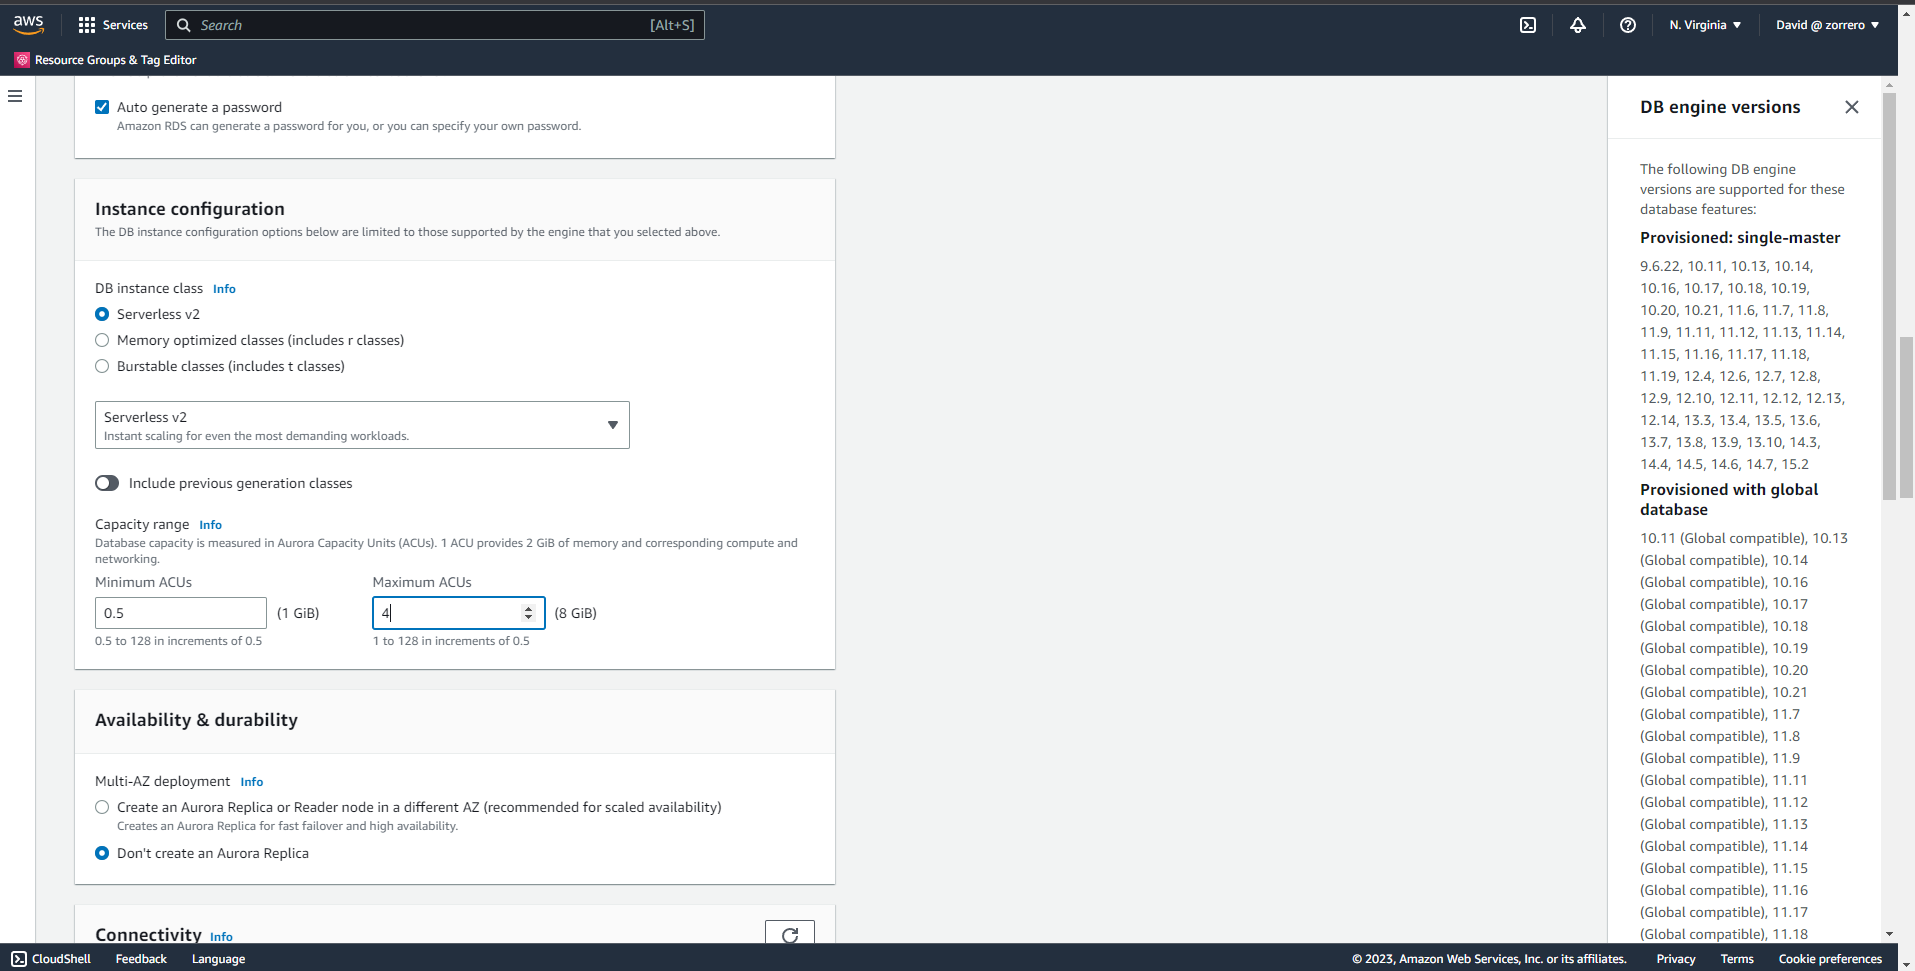 aws
Services
Search
[Alt+S]
N. Virginia
David @ zorrero
Resource Groups & Tag Editor
Auto generate a password
Amazon RDS can generate a password for you, or you can specify your own password.
Instance configuration
The DB instance configuration options below are limited to those supported by the engine that you selected above.
DB instance class Info
Serverless v2
Memory optimized classes (includes r classes)
Burstable classes (includes t classes)
Serverless v2
Instant scaling for even the most demanding workloads.
Include previous generation classes
Capacity range Info
Database capacity is measured in Aurora Capacity Units (ACUs). 1 ACU provides 2 GiB of memory and corresponding compute and
networking.
Minimum ACUs
Maximum ACUs
0.5 (1 GiB)
4 (8 GiB)
0.5 to 128 in increments of 0.5
1 to 128 in increments of 0.5
Availability & durability
Multi-AZ deployment Info
Create an Aurora Replica or Reader node in a different AZ (recommended for scaled availability)
Creates an Aurora Replica for fast failover and high availability.
Don't create an Aurora Replica
Connectivity Info
DB engine versions
The following DB engine
versions are supported for these
database features:
Provisioned: single-master
9.6.22, 10.11, 10.13, 10.14,
10.16, 10.17, 10.18, 10.19,
10.20, 10.21, 11.6, 11.7, 11.8,
11.9, 11.11, 11.12, 11.13, 11.14,
11.15, 11.16, 11.17, 11.18,
11.19, 12.4, 12.6, 12.7, 12.8,
12.9, 12.10, 12.11, 12.12, 12.13,
12.14, 13.3, 13.4, 13.5, 13.6,
13.7, 13.8, 13.9, 13.10, 14.3,
14.4, 14.5, 14.6, 14.7, 15.2
Provisioned with global
database
10.11 (Global compatible), 10.13
(Global compatible), 10.14
(Global compatible), 10.16
(Global compatible), 10.17
(Global compatible), 10.18
(Global compatible), 10.19
(Global compatible), 10.20
(Global compatible), 10.21
(Global compatible), 11.7
(Global compatible), 11.8
(Global compatible), 11.9
(Global compatible), 11.11
(Global compatible), 11.12
(Global compatible), 11.13
(Global compatible), 11.14
(Global compatible), 11.15
(Global compatible), 11.16
(Global compatible), 11.17
(Global compatible), 11.18
CloudShell
Feedback
Language
© 2023, Amazon Web Services, Inc. or its affiliates.
Privacy
Terms
Cookie preferences